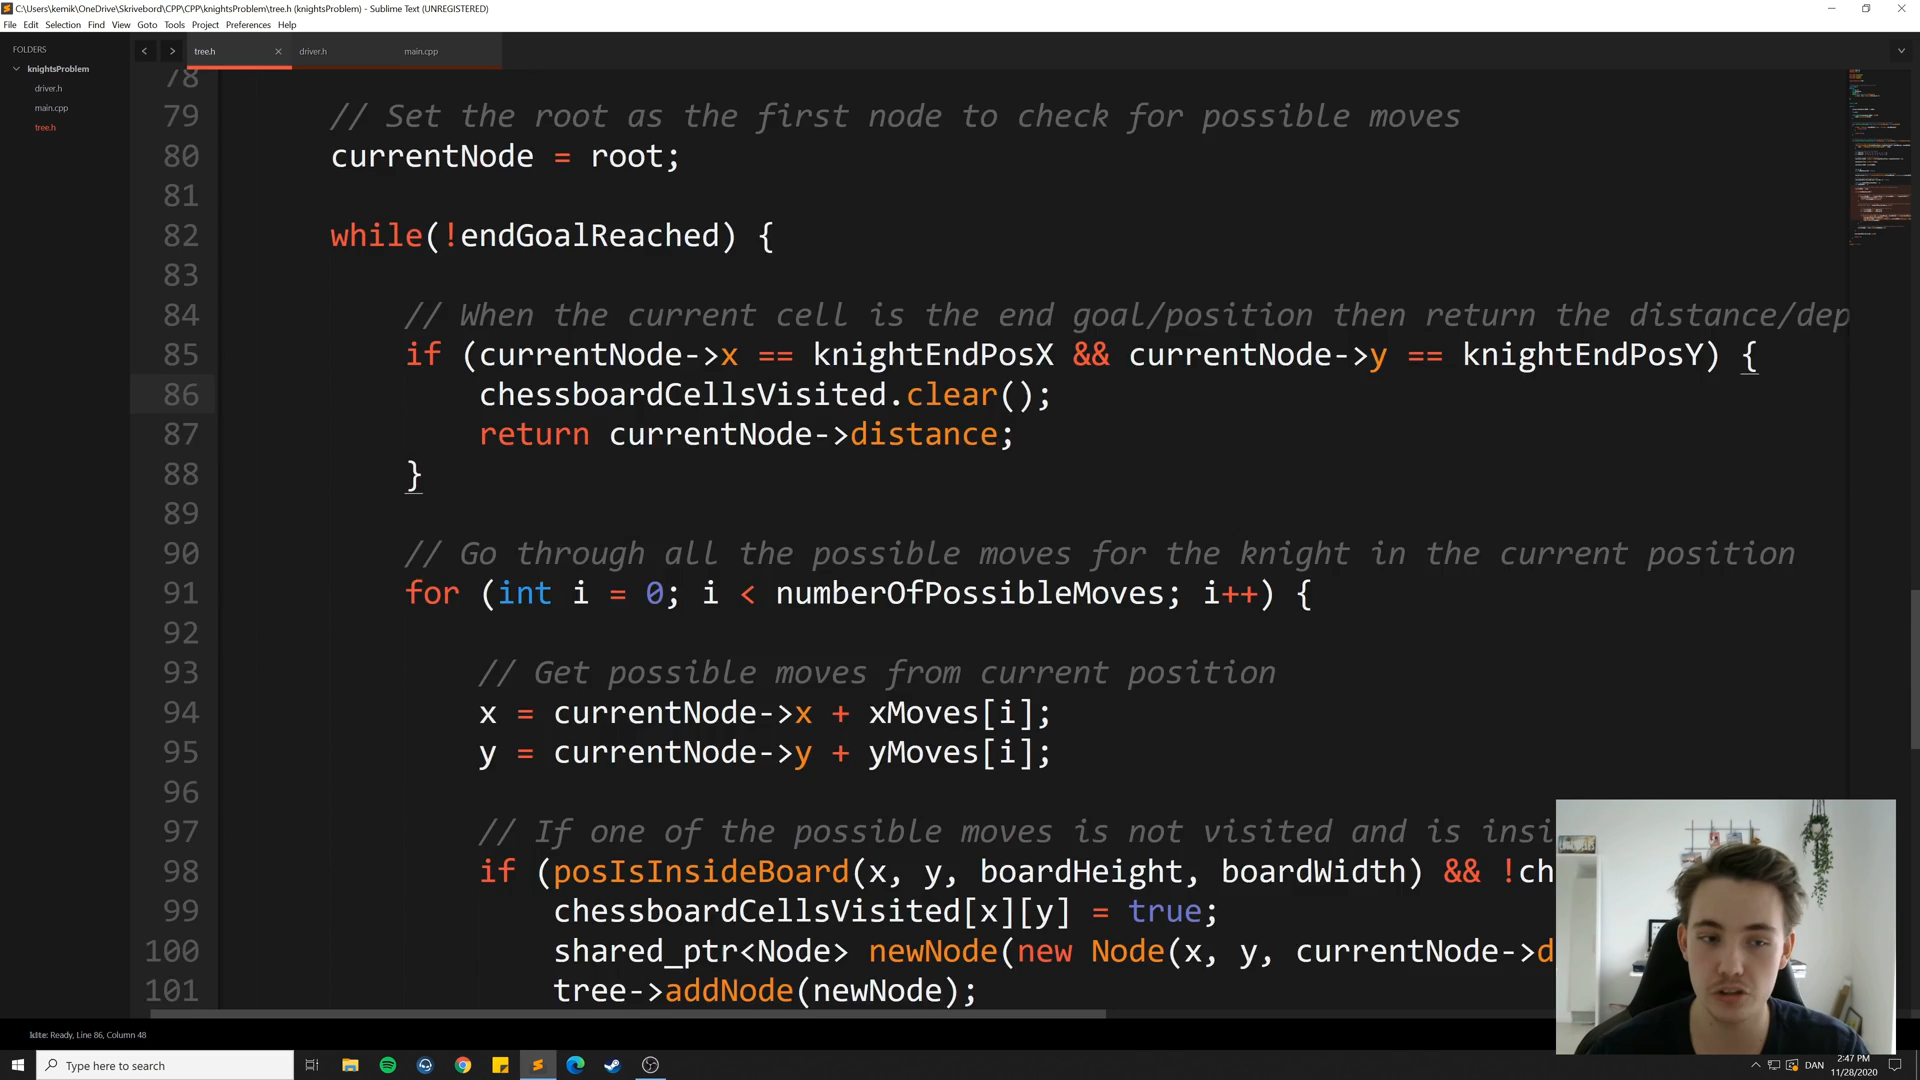 C:\Users\kemik\OneDrive\Skrivebord\CPP\CPP\knightsProblem\tree.h (knightsProblem) - Sublime Text (UNREGISTERED)
File Edit Selection Find View Goto Tools Project Preferences Help
FOLDERS
knightsProblem
driver.h
main.cpp
tree.h
tree.h driver.h main.cpp
78
79 // Set the root as the first node to check for possible moves
80 currentNode = root;
81
82 while(!endGoalReached) {
83
84 // When the current cell is the end goal/position then return the distance/dep
85 if (currentNode->x == knightEndPosX && currentNode->y == knightEndPosY) {
86 chessboardCellsVisited.clear();
87 return currentNode->distance;
88 }
89
90 // Go through all the possible moves for the knight in the current position
91 for (int i = 0; i < numberOfPossibleMoves; i++) {
92
93 // Get possible moves from current position
94 x = currentNode->x + xMoves[i];
95 y = currentNode->y + yMoves[i];
96
97 // If one of the possible moves is not visited and is insi
98 if (posIsInsideBoard(x, y, boardHeight, boardWidth) && !ch
99 chessboardCellsVisited[x][y] = true;
100 shared_ptr<Node> newNode(new Node(x, y, currentNode->d
101 tree->addNode(newNode);
Ready, Line 86, Column 48
Type here to search
DAN
2:47 PM
11/28/2020